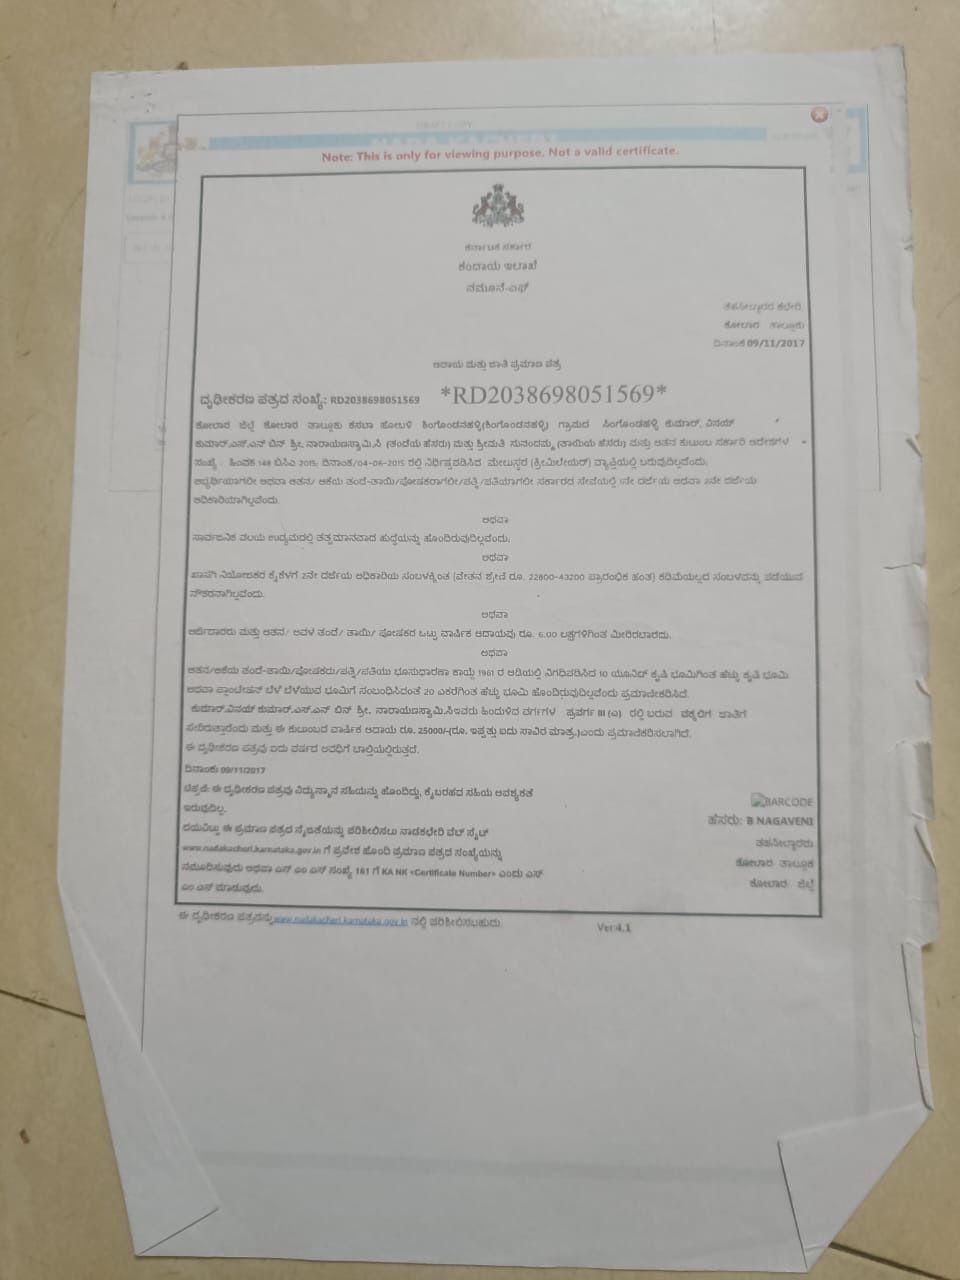 Note: This is only for viewing purpose. Not a valid certificate.
ಕರ್ನಾಟಕ ಸರ್ಕಾರ
ಕಂದಾಯ ಇಲಾಖೆ
ನಮೂನೆ-ಎಫ್
ತಹಸೀಲ್ದಾರರ ಕಛೇರಿ,
ಕೋಲಾರ ತಾಲ್ಲೂಕು
ದಿನಾಂಕ 09/11/2017
ಆದಾಯ ಮತ್ತು ಜಾತಿ ಪ್ರಮಾಣ ಪತ್ರ
ದೃಢೀಕರಣ ಪತ್ರದ ಸಂಖ್ಯೆ: RD2038698051569 *RD2038698051569*
ಕೋಲಾರ ಜಿಲ್ಲೆ ಕೋಲಾರ ತಾಲ್ಲೂಕು ಕಸಬಾ ಹೋಬಳಿ ಶಿಂಗೊಂಡನಹಳ್ಳಿ(ಶಿಂಗೊಂಡನಹಳ್ಳಿ) ಗ್ರಾಮದ ಸಿಂಗೊಂಡಹಳ್ಳಿ ಕುಮಾರ್. ವಿನಯ್
ಕುಮಾರ್.ಎಸ್.ಎನ್ ಬಿನ್ ಶ್ರೀ. ನಾರಾಯಣಸ್ವಾಮಿ.ಸಿ (ತಂದೆಯ ಹೆಸರು) ಮತ್ತು ಶ್ರೀಮತಿ ಸುನಂದಮ್ಮ (ತಾಯಿಯ ಹೆಸರು) ಮತ್ತು ಆತನ ಕುಟುಂಬ ಸರ್ಕಾರಿ ಆದೇಶಗಳ
ಸಂಖ್ಯೆ : ಹಿಂವಕ 148 ಬಿಸಿಎ 2015; ದಿನಾಂಕ/04-06-2015 ರಲ್ಲಿ ನಿರ್ಧಿಷ್ಟಪಡಿಸಿದ ಮೇಲುಸ್ತರ (ಕ್ರೀಮಿಲೇಯರ್) ವ್ಯಾಪ್ತಿಯಲ್ಲಿ ಬರುವುದಿಲ್ಲವೆಂದು.
ಅಭ್ಯರ್ಥಿಯಾಗಲೀ ಅಥವಾ ಆತನ/ ಆಕೆಯ ತಂದೆ-ತಾಯಿ/ಪೋಷಕರಾಗಲೀ/ಪತ್ನಿ/ಪತಿಯಾಗಲೀ ಸರ್ಕಾರದ ಸೇವೆಯಲ್ಲಿ 1ನೇ ದರ್ಜೆಯ ಅಥವಾ 2ನೇ ದರ್ಜೆಯ
ಅಧಿಕಾರಿಯಾಗಿಲ್ಲವೆಂದು.
ಅಥವಾ
ಸಾರ್ವಜನಿಕ ವಲಯ ಉದ್ಯಮದಲ್ಲಿ ತತ್ಸಮಾನವಾದ ಹುದ್ದೆಯನ್ನು ಹೊಂದಿರುವುದಿಲ್ಲವೆಂದು;
ಅಥವಾ
ಖಾಸಗಿ ನಿಯೋಜಕರ ಕೈಕೆಳಗೆ 2ನೇ ದರ್ಜೆಯ ಅಧಿಕಾರಿಯ ಸಂಬಳಕ್ಕಿಂತ (ವೇತನ ಶ್ರೇಣಿ ರೂ. 22800-43200 ಪ್ರಾರಂಭಿಕ ಹಂತ) ಕಡಿಮೆಯಲ್ಲದ ಸಂಬಳವನ್ನು ಪಡೆಯುವ
ನೌಕರನಾಗಿಲ್ಲವೆಂದು.
ಅಥವಾ
ಅರ್ಜಿದಾರರು ಮತ್ತು ಆತನ/ ಅವಳ ತಂದೆ/ ತಾಯಿ/ ಪೋಷಕರ ಒಟ್ಟು ವಾರ್ಷಿಕ ಆದಾಯವು ರೂ. 6.00 ಲಕ್ಷಗಳಿಗಿಂತ ಮೀರಿರಬಾರದು.
ಅಥವಾ
ಆತನ/ಆಕೆಯ ತಂದೆ-ತಾಯಿ/ಪೋಷಕರು/ಪತ್ನಿ/ಪತಿಯು ಭೂಸುಧಾರಣಾ ಕಾಯ್ದೆ 1961 ರ ಅಡಿಯಲ್ಲಿ ನಿಗದಿಪಡಿಸಿದ 10 ಯೂನಿಟ್ ಕೃಷಿ ಭೂಮಿಗಿಂತ ಹೆಚ್ಚು ಕೃಷಿ ಭೂಮಿ
ಅಥವಾ ಪ್ಲಾಂಟೇಶನ್ ಬೆಳೆ ಬೆಳೆಯುವ ಭೂಮಿಗೆ ಸಂಬಂಧಿಸಿದಂತೆ 20 ಎಕರೆಗಿಂತ ಹೆಚ್ಚು ಭೂಮಿ ಹೊಂದಿರುವುದಿಲ್ಲವೆಂದು ಪ್ರಮಾಣೀಕರಿಸಿದೆ.
ಕುಮಾರ್.ವಿನಯ್ ಕುಮಾರ್.ಎಸ್.ಎನ್ ಬಿನ್ ಶ್ರೀ. ನಾರಾಯಣಸ್ವಾಮಿ.ಸಿಇವರು ಹಿಂದುಳಿದ ವರ್ಗಗಳ ಪ್ರವರ್ಗ III (ಎ) ರಲ್ಲಿ ಬರುವ ವಕ್ಕಲಿಗ ಜಾತಿಗೆ
ಸೇರಿರುತ್ತಾರೆಂದು ಮತ್ತು ಈ ಕುಟುಂಬದ ವಾರ್ಷಿಕ ಆದಾಯ ರೂ. 25000/-(ರೂ. ಇಪ್ಪತ್ತು ಐದು ಸಾವಿರ ಮಾತ್ರ.)ಎಂದು ಪ್ರಮಾಣಿಕರಿಸಲಾಗಿದೆ.
ಈ ದೃಢೀಕರಣ ಪತ್ರವು ಐದು ವರ್ಷದ ಅವಧಿಗೆ ಚಾಲ್ತಿಯಲ್ಲಿರುತ್ತದೆ.
ದಿನಾಂಕ: 09/11/2017
ಟಿಪ್ಪಣಿ: ಈ ದೃಢೀಕರಣ ಪತ್ರವು ವಿದ್ಯುನ್ಮಾನ ಸಹಿಯನ್ನು ಹೊಂದಿದ್ದು, ಕೈಬರಹದ ಸಹಿಯ ಅವಶ್ಯಕತೆ
ಇರುವುದಿಲ್ಲ.
ದಯವಿಟ್ಟು ಈ ಪ್ರಮಾಣ ಪತ್ರದ ನೈಜತೆಯನ್ನು ಪರಿಶೀಲಿಸಲು ನಾಡಕಛೇರಿ ವೆಬ್ ಸೈಟ್
www.nadakacheri.karnataka.gov.in ಗೆ ಪ್ರವೇಶ ಹೊಂದಿ ಪ್ರಮಾಣ ಪತ್ರದ ಸಂಖ್ಯೆಯನ್ನು
ನಮೂದಿಸುವುದು ಅಥವಾ ಎಸ್ ಎಂ ಎಸ್ ಸಂಖ್ಯೆ 161 ಗೆ KA NK <Certificate Number> ಎಂದು ಎಸ್
ಎಂ ಎಸ್ ಮಾಡುವುದು.
BARCODE
ಹೆಸರು: B NAGAVENI
ತಹಸೀಲ್ದಾರರು
ಕೋಲಾರ ತಾಲ್ಲೂಕ
ಕೋಲಾರ ಜಿಲ್ಲೆ
ಈ ದೃಢೀಕರಣ ಪತ್ರವನ್ನು www.nadakacheri.karnataka.gov.in ನಲ್ಲಿ ಪರಿಶೀಲಿಸಬಹುದು.
Ver:4.1